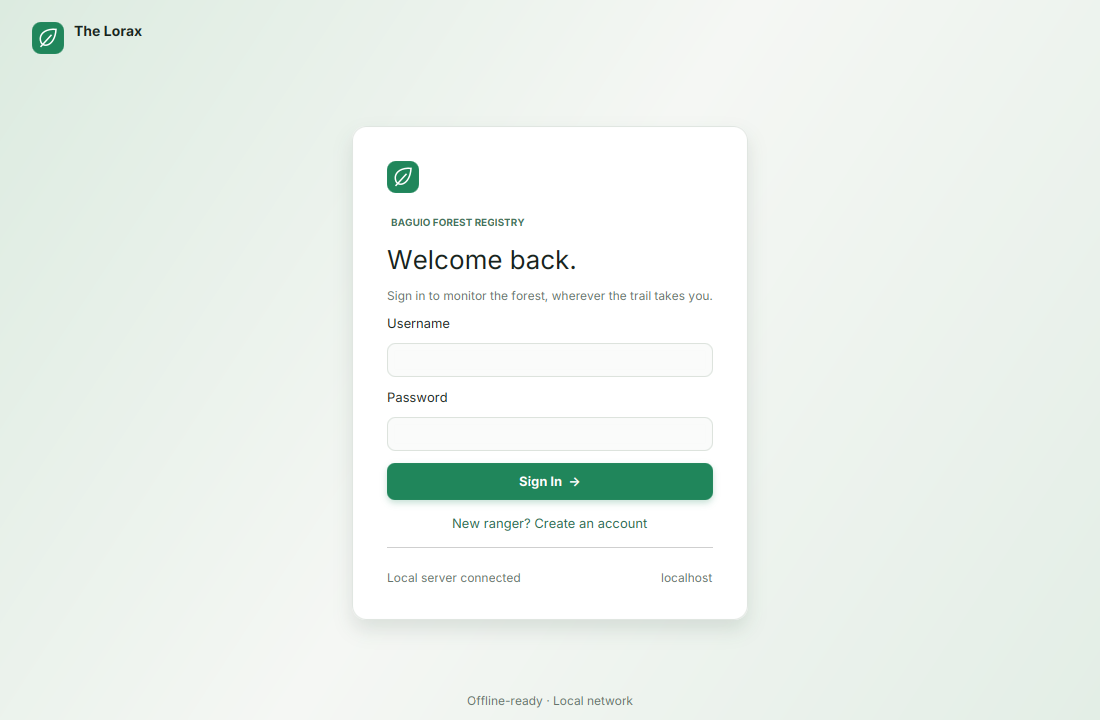 The Lorax
BAGUIO FOREST REGISTRY
Welcome back.
Sign in to monitor the forest, wherever the trail takes you.
Username
Password
Sign In →
New ranger? Create an account
Local server connected localhost
Offline-ready · Local network